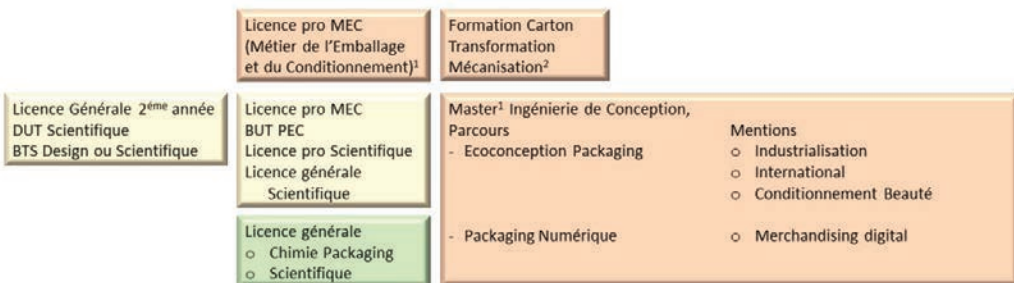 Licence pro MEC
(Métier de l'Emballage
et du Conditionnement)¹
Formation Carton
Transformation
Mécanisation²
Licence Générale 2éme année
DUT Scientifique
BTS Design ou Scientifique
Licence pro MEC
BUT PEC
Licence pro Scientifique
Licence générale
Scientifique
Licence générale
o Chimie Packaging
o Scientifique
Master¹ Ingénierie de Conception,
Parcours
- Ecoconception Packaging
- Packaging Numérique
Mentions
o Industrialisation
o International
o Conditionnement Beauté
o Merchandising digital